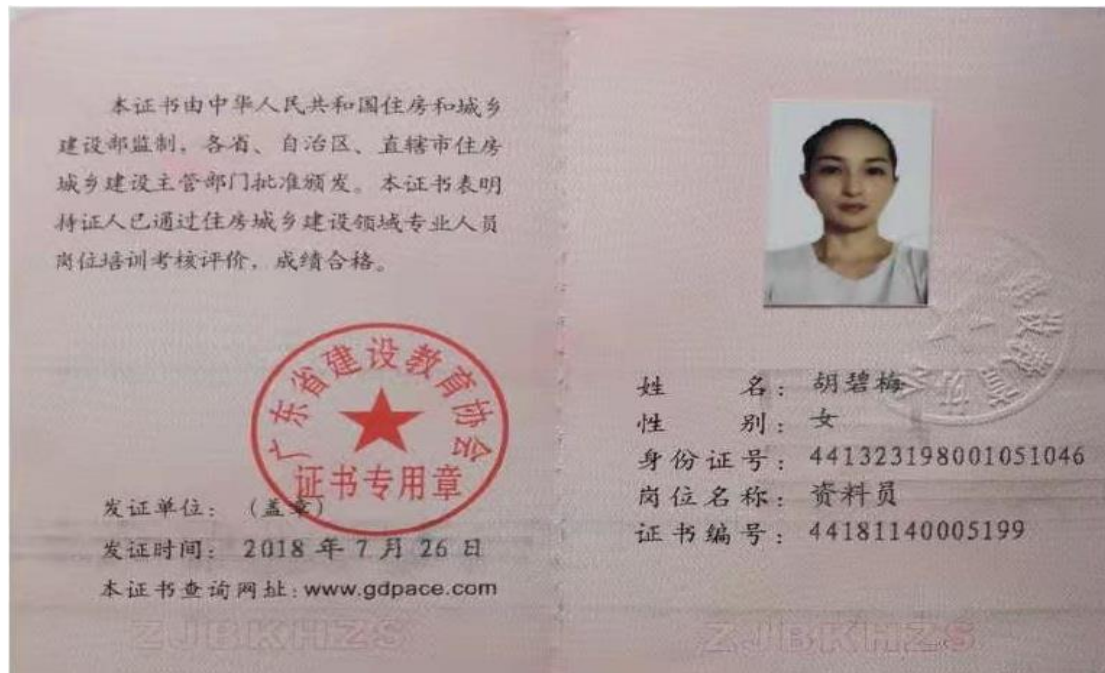 本证书由中华人民共和国住房和城乡
建设部监制，各省、自治区、直辖市住房
城乡建设主管部门批准颁发。本证书表明
持证人已通过住房城乡建设领域专业人员
岗位培训考核评价，成绩合格。
广东省建设教育协会
证书专用章
发证单位：（盖章）
发证时间：2018 年 7 月 26 日
本证书查询网址：www.gdpace.com
ZJBKHZS
姓 名：胡碧梅
性 别：女
身份证号：441323198001051046
岗位名称：资料员
证书编号：44181140005199
ZJBKHZS